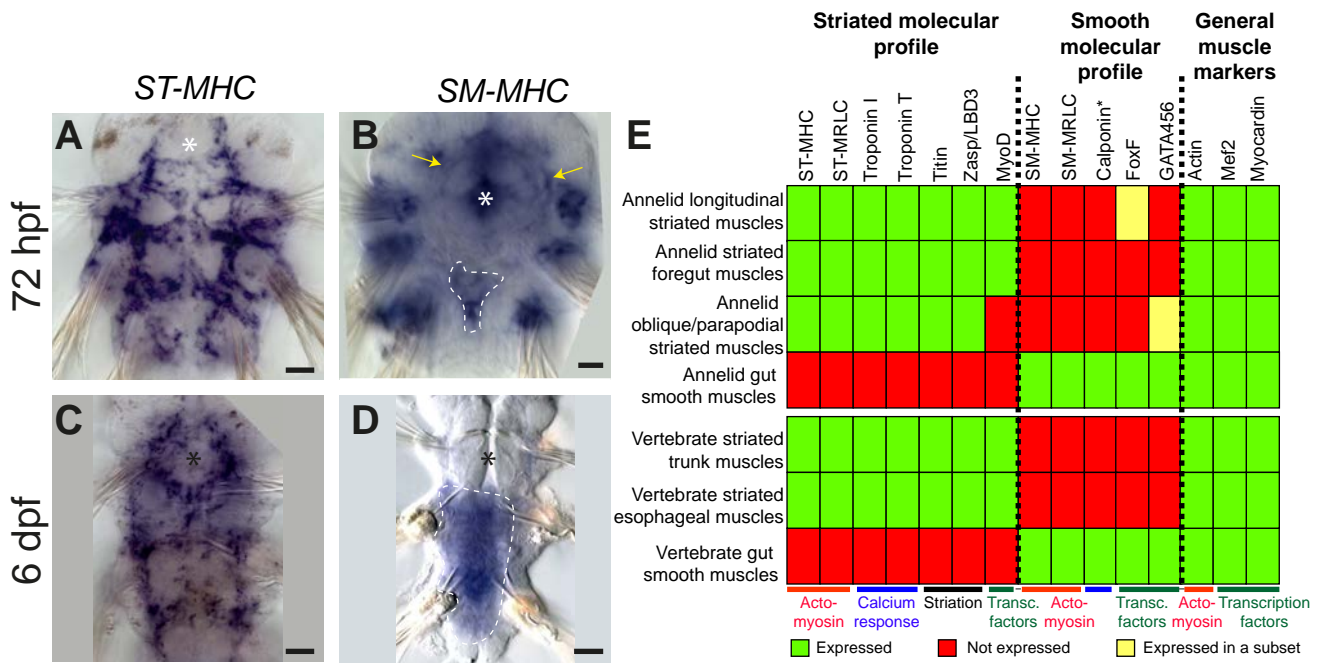 ST-MHC
SM-MHC
72 hpf
6 dpf
A
B
C
D
E
Striated molecular
profile
Smooth
molecular
profile
General
muscle
markers
ST-MHC
ST-MRLC
Troponin I
Troponin T
Titin
Zasp/LBD3
MyoD
SM-MHC
SM-MRLC
Calponin*
FoxF
GATA456
Actin
Mef2
Myocardin
Annelid longitudinal
striated muscles
Annelid striated
foregut muscles
Annelid
oblique/parapodial
striated muscles
Annelid gut
smooth muscles
Vertebrate striated
trunk muscles
Vertebrate striated
esophageal muscles
Vertebrate gut
smooth muscles
Acto-
myosin
Calcium
response
Striation
Transc.
factors
Acto-
myosin
Transc.
factors
Acto-
myosin
Transcription
factors
Expressed
Not expressed
Expressed in a subset